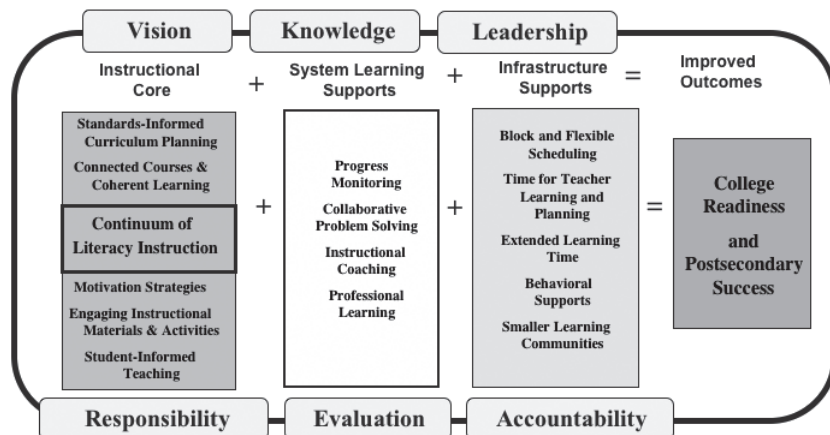 Vision
Knowledge
Leadership
Instructional
Core
+
System Learning
Supports
+
Infrastructure
Supports
=
Improved
Outcomes
Standards-Informed
Curriculum Planning
Connected Courses &
Coherent Learning
Continuum of
Literacy Instruction
Motivation Strategies
Engaging Instructional
Materials & Activities
Student-Informed
Teaching
+
Progress
Monitoring
Collaborative
Problem Solving
Instructional
Coaching
Professional
Learning
+
Block and Flexible
Scheduling
Time for Teacher
Learning and
Planning
Extended Learning
Time
Behavioral
Supports
Smaller Learning
Communities
=
College
Readiness
and
Postsecondary
Success
Responsibility
Evaluation
Accountability